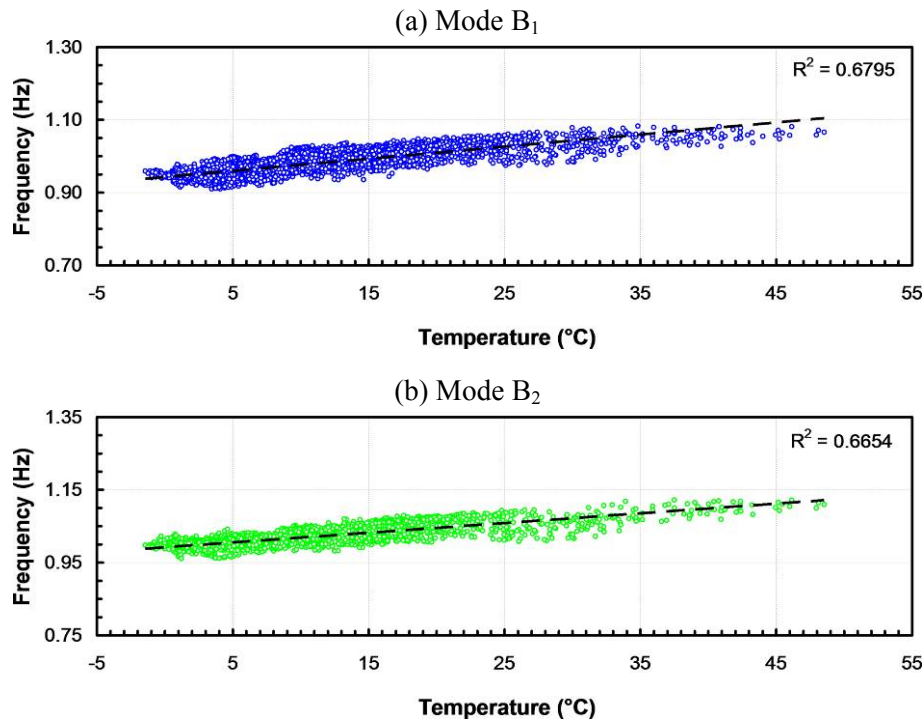 (a) Mode B₁
1.30
R² = 0.6795
1.10
0.90
0.70
Frequency (Hz)
-5 5 15 25 35 45 55
Temperature (°C)
(b) Mode B₂
1.35
R² = 0.6654
1.15
0.95
0.75
Frequency (Hz)
-5 5 15 25 35 45 55
Temperature (°C)